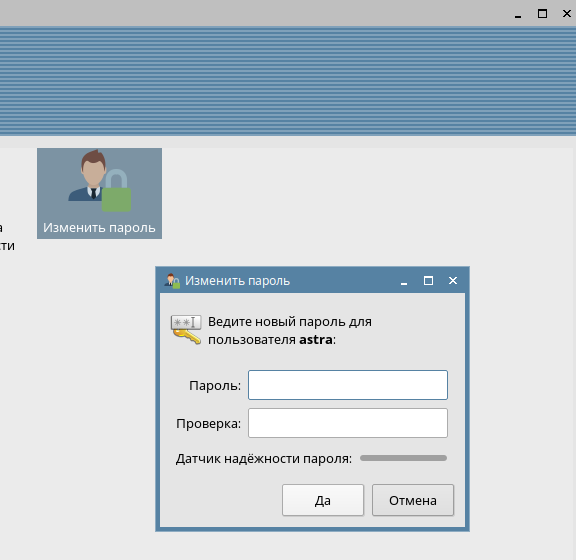 Изменить пароль
Изменить пароль
Ведите новый пароль для
пользователя astra:
Пароль:
Проверка:
Датчик надёжности пароля:
Да
Отмена